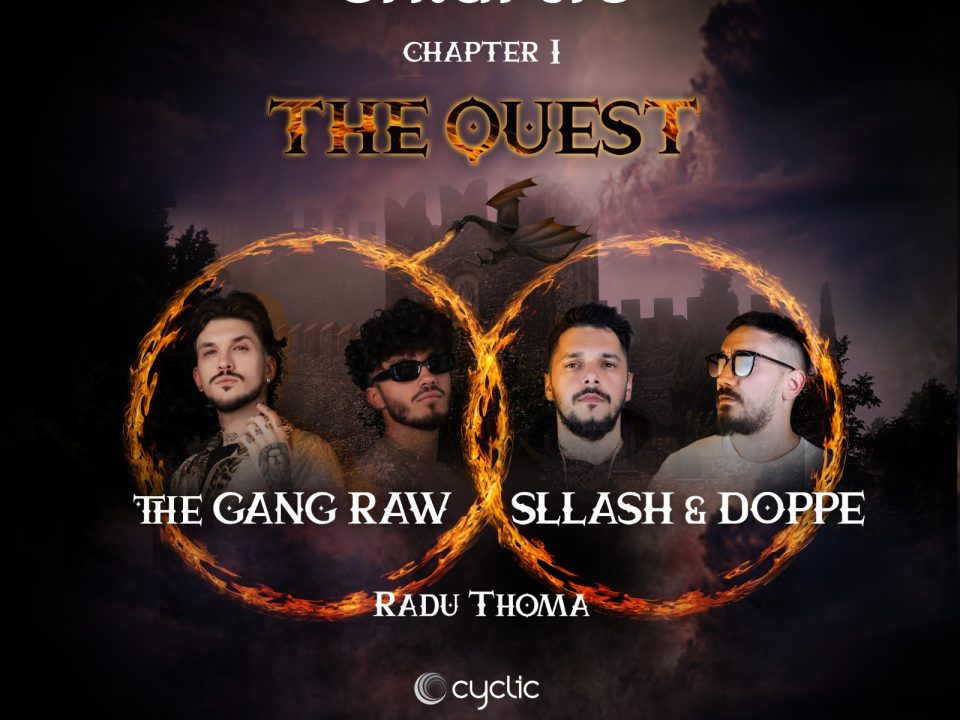 CHAPTER I
THE QUEST
THE GANG RAW
SLLASH & DOPPE
RADU THOMA
cyclic